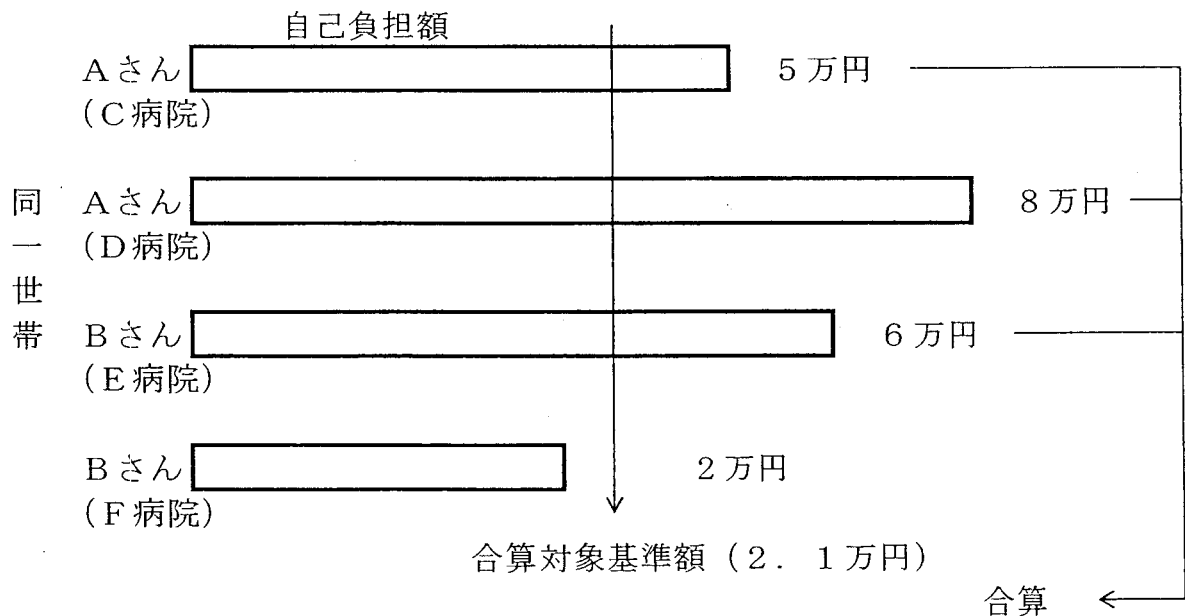 自己負担額
Aさん 5万円
(C病院)
Aさん 8万円
(D病院)
同一世帯
Bさん 6万円
(E病院)
Bさん 2万円
(F病院)
合算対象基準額(2.1万円)
合算